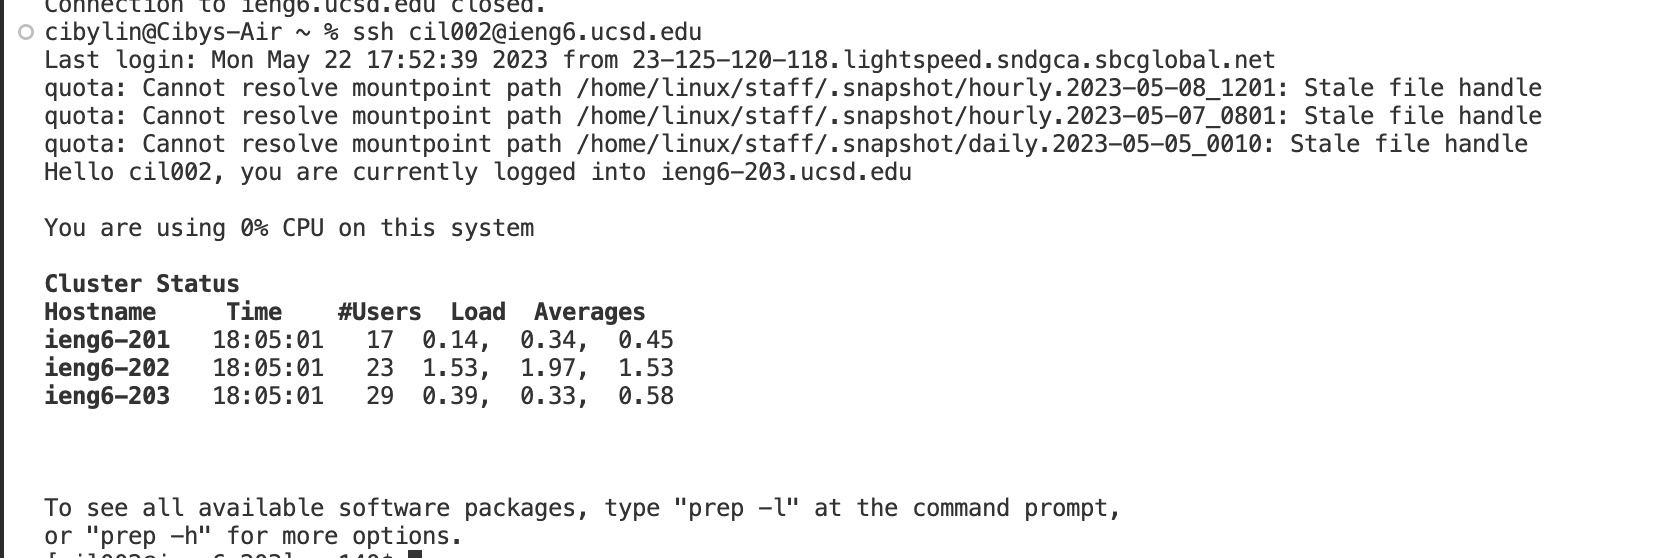 Connection to ieng6.ucsd.edu closed.
cibylin@Cibys-Air ~ % ssh cil002@ieng6.ucsd.edu
Last login: Mon May 22 17:52:39 2023 from 23-125-120-118.lightspeed.sndgca.sbcglobal.net
quota: Cannot resolve mountpoint path /home/linux/staff/.snapshot/hourly.2023-05-08_1201: Stale file handle
quota: Cannot resolve mountpoint path /home/linux/staff/.snapshot/hourly.2023-05-07_0801: Stale file handle
quota: Cannot resolve mountpoint path /home/linux/staff/.snapshot/daily.2023-05-05_0010: Stale file handle
Hello cil002, you are currently logged into ieng6-203.ucsd.edu
You are using 0% CPU on this system
Cluster Status
Hostname     Time    #Users  Load  Averages
ieng6-201   18:05:01   17  0.14,  0.34,  0.45
ieng6-202   18:05:01   23  1.53,  1.97,  1.53
ieng6-203   18:05:01   29  0.39,  0.33,  0.58
To see all available software packages, type "prep -l" at the command prompt,
or "prep -h" for more options.